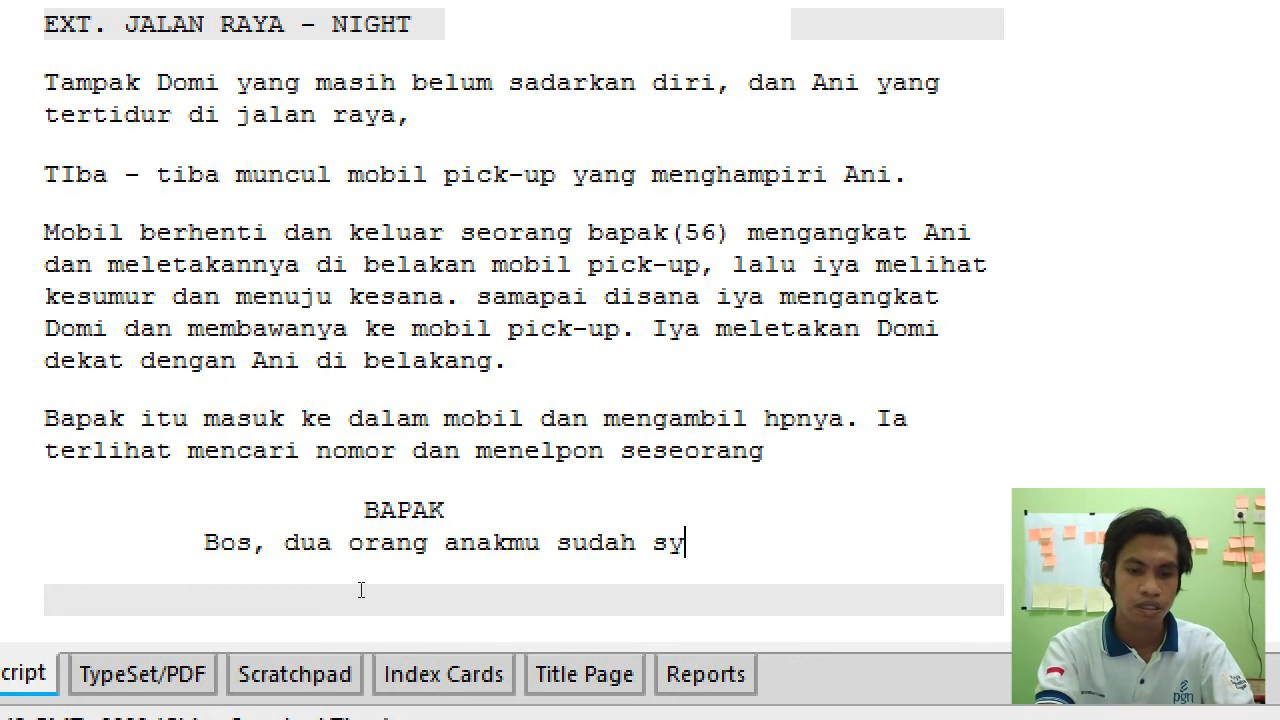 EXT. JALAN RAYA - NIGHT
Tampak Domi yang masih belum sadarkan diri, dan Ani yang
tertidur di jalan raya,
TIba - tiba muncul mobil pick-up yang menghampiri Ani.
Mobil berhenti dan keluar seorang bapak(56) mengangkat Ani
dan meletakannya di belakan mobil pick-up, lalu iya melihat
kesumur dan menuju kesana. samapai disana iya mengangkat
Domi dan membawanya ke mobil pick-up. Iya meletakan Domi
dekat dengan Ani di belakang.
Bapak itu masuk ke dalam mobil dan mengambil hpnya. Ia
terlihat mencari nomor dan menelpon seseorang
BAPAK
Bos, dua orang anakmu sudah sy
cript TypeSet/PDF Scratchpad Index Cards Title Page Reports
pgn